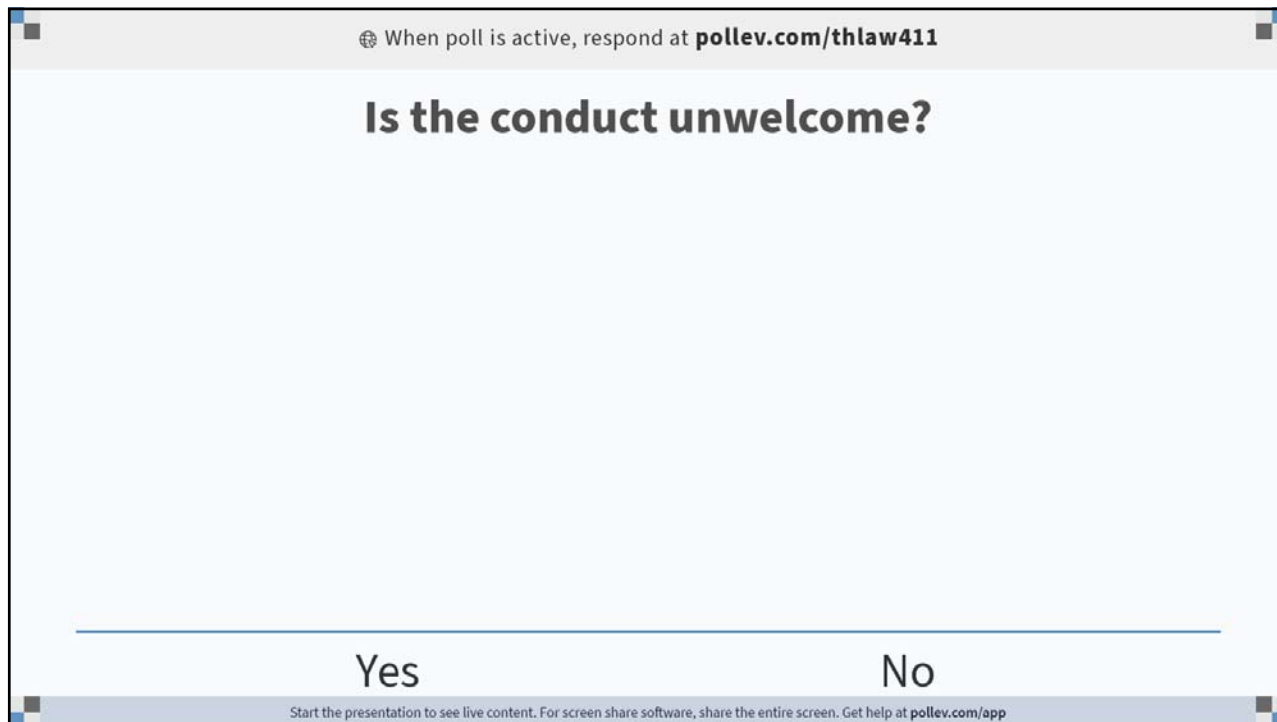 When poll is active, respond at pollev.com/thlaw411
Is the conduct unwelcome?
Yes No
Start the presentation to see live content. For screen share software, share the entire screen. Get help at pollev.com/app